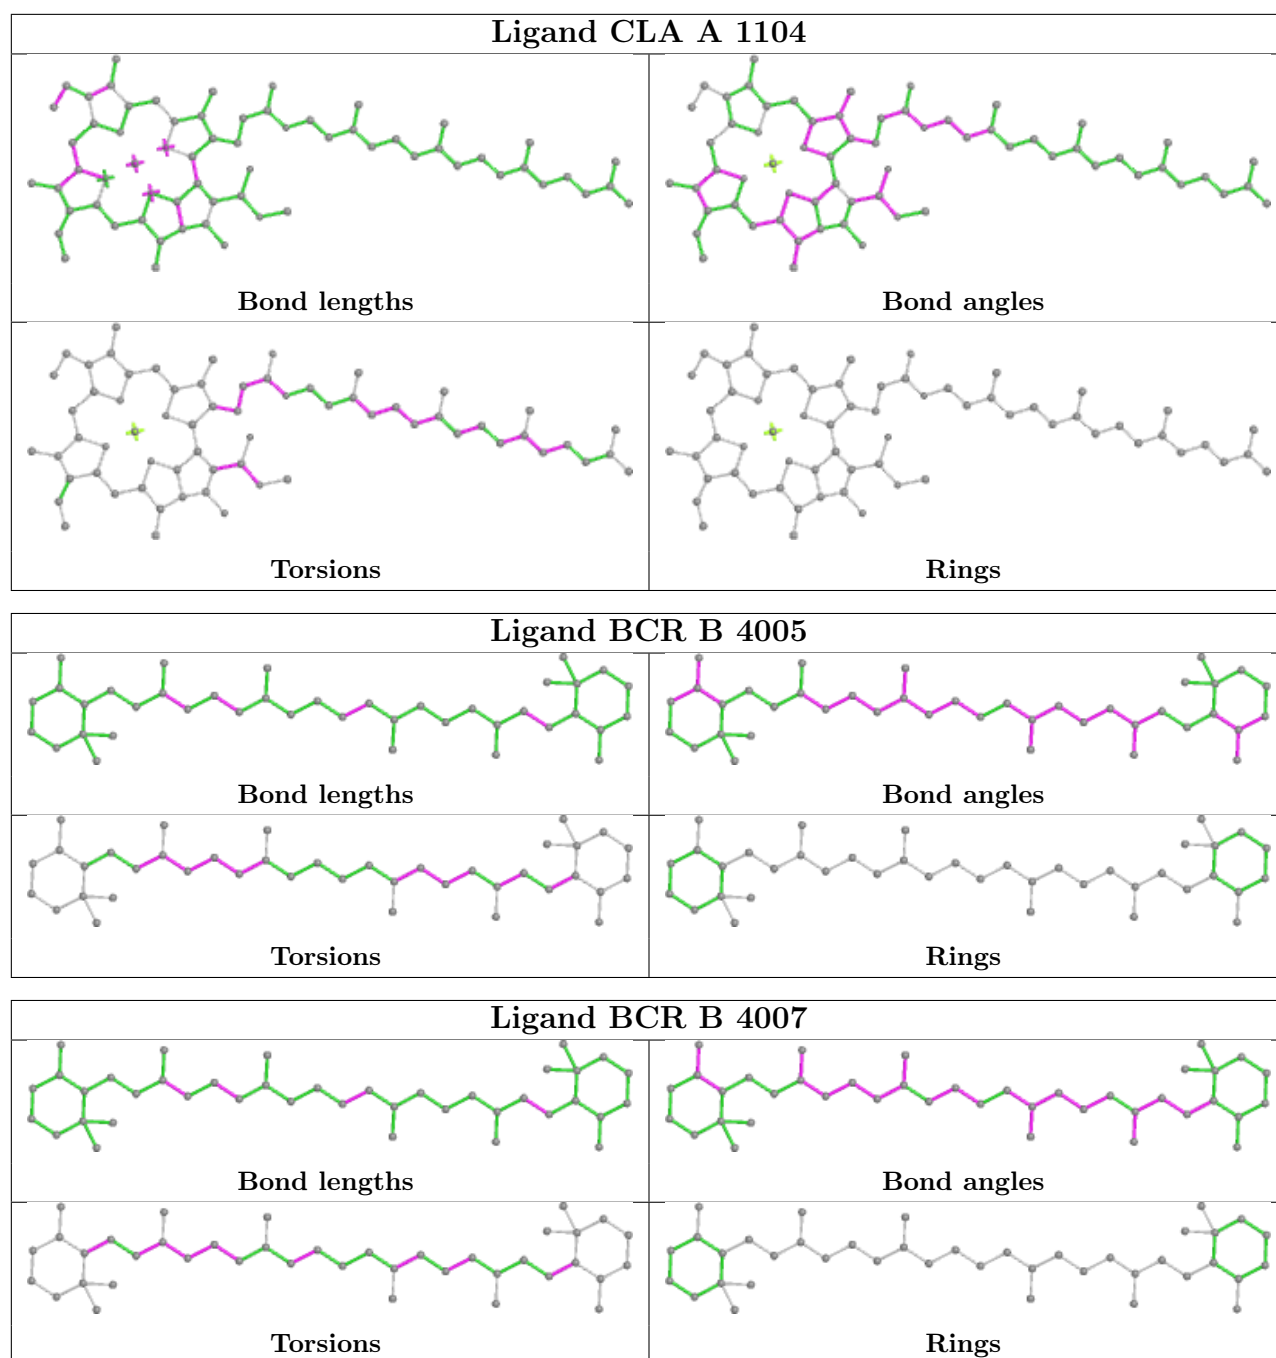 Ligand CLA A 1104
Bond lengths
Bond angles
Torsions
Rings
Ligand BCR B 4005
Bond lengths
Bond angles
Torsions
Rings
Ligand BCR B 4007
Bond lengths
Bond angles
Torsions
Rings